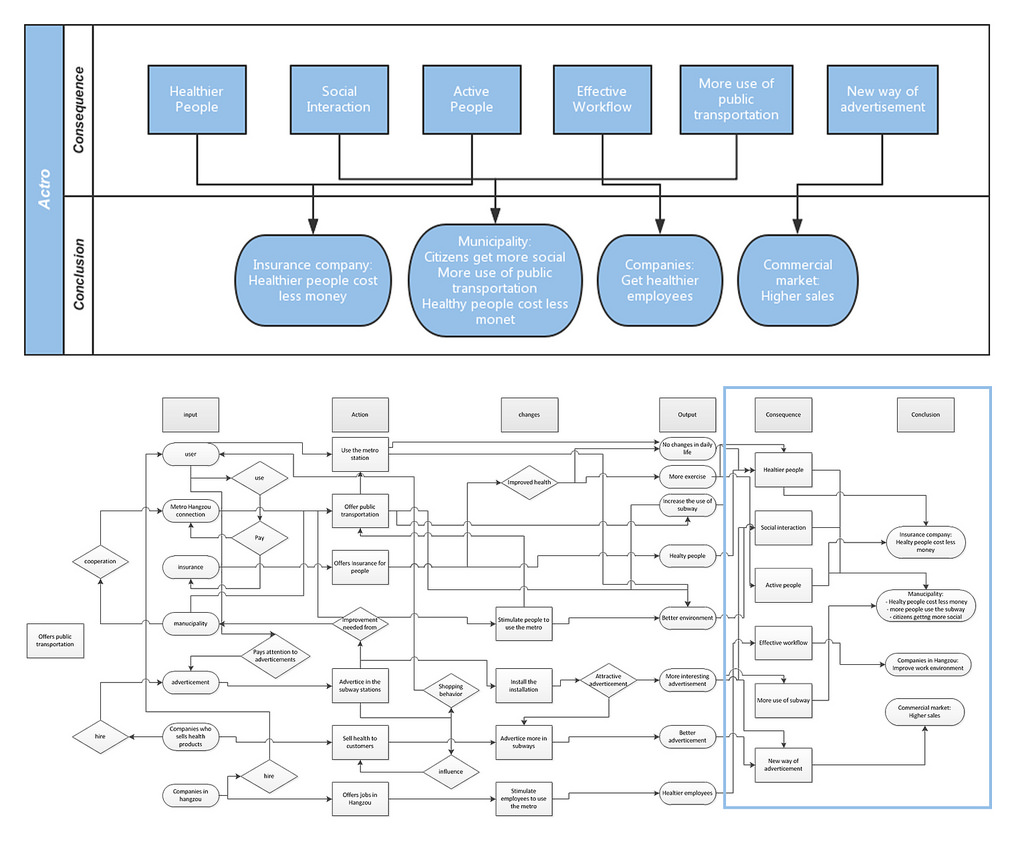 Actro
Consequence
Healthier
People
Social
Interaction
Active
People
Effective
Workflow
More use of
public
transportation
New way of
advertisement
Conclusion
Insurance company:
Healthier people cost
less money
Municipality:
Citizens get more social
More use of public
transportation
Healthy people cost less
monet
Companies:
Get healthier
employees
Commercial
market:
Higher sales
input
Action
changes
Output
Consequence
Conclusion
user
Use the metro
station
No changes in daily
life
Healtier people
use
Improved health
More exercise
Metro Hangzou
connection
Offer public
transportation
Increase the use of
subway
Pay
Social interaction
Insurance company:
Healty people cost less
money
cooperation
insurance
Offers insurance for
people
Healty people
Active people
Manucipality:
- Healty people cost less money
- more people use the subway
- citizens gettng more social
manucipality
Improvement
needed from
Stimulate people to
use the metro
Better environment
Offers public
transportation
Pays attention to
adverticements
Effective workflow
Companies in Hangzou:
Improve work environment
adverticement
Advertice in the
subway stations
Shopping
behavior
Install the
installation
Attractive
adverticement
More interesting
advertisement
More use of subway
Commercial market:
Higher sales
hire
Companies who
sells health
products
Sell health to
customers
Advertice more in
subways
Better
adverticement
New way of
adverticement
hire
influence
Companies in
hangzou
Offers jobs in
Hangzou
Stimulate
employees to use
the metro
Healtier employees